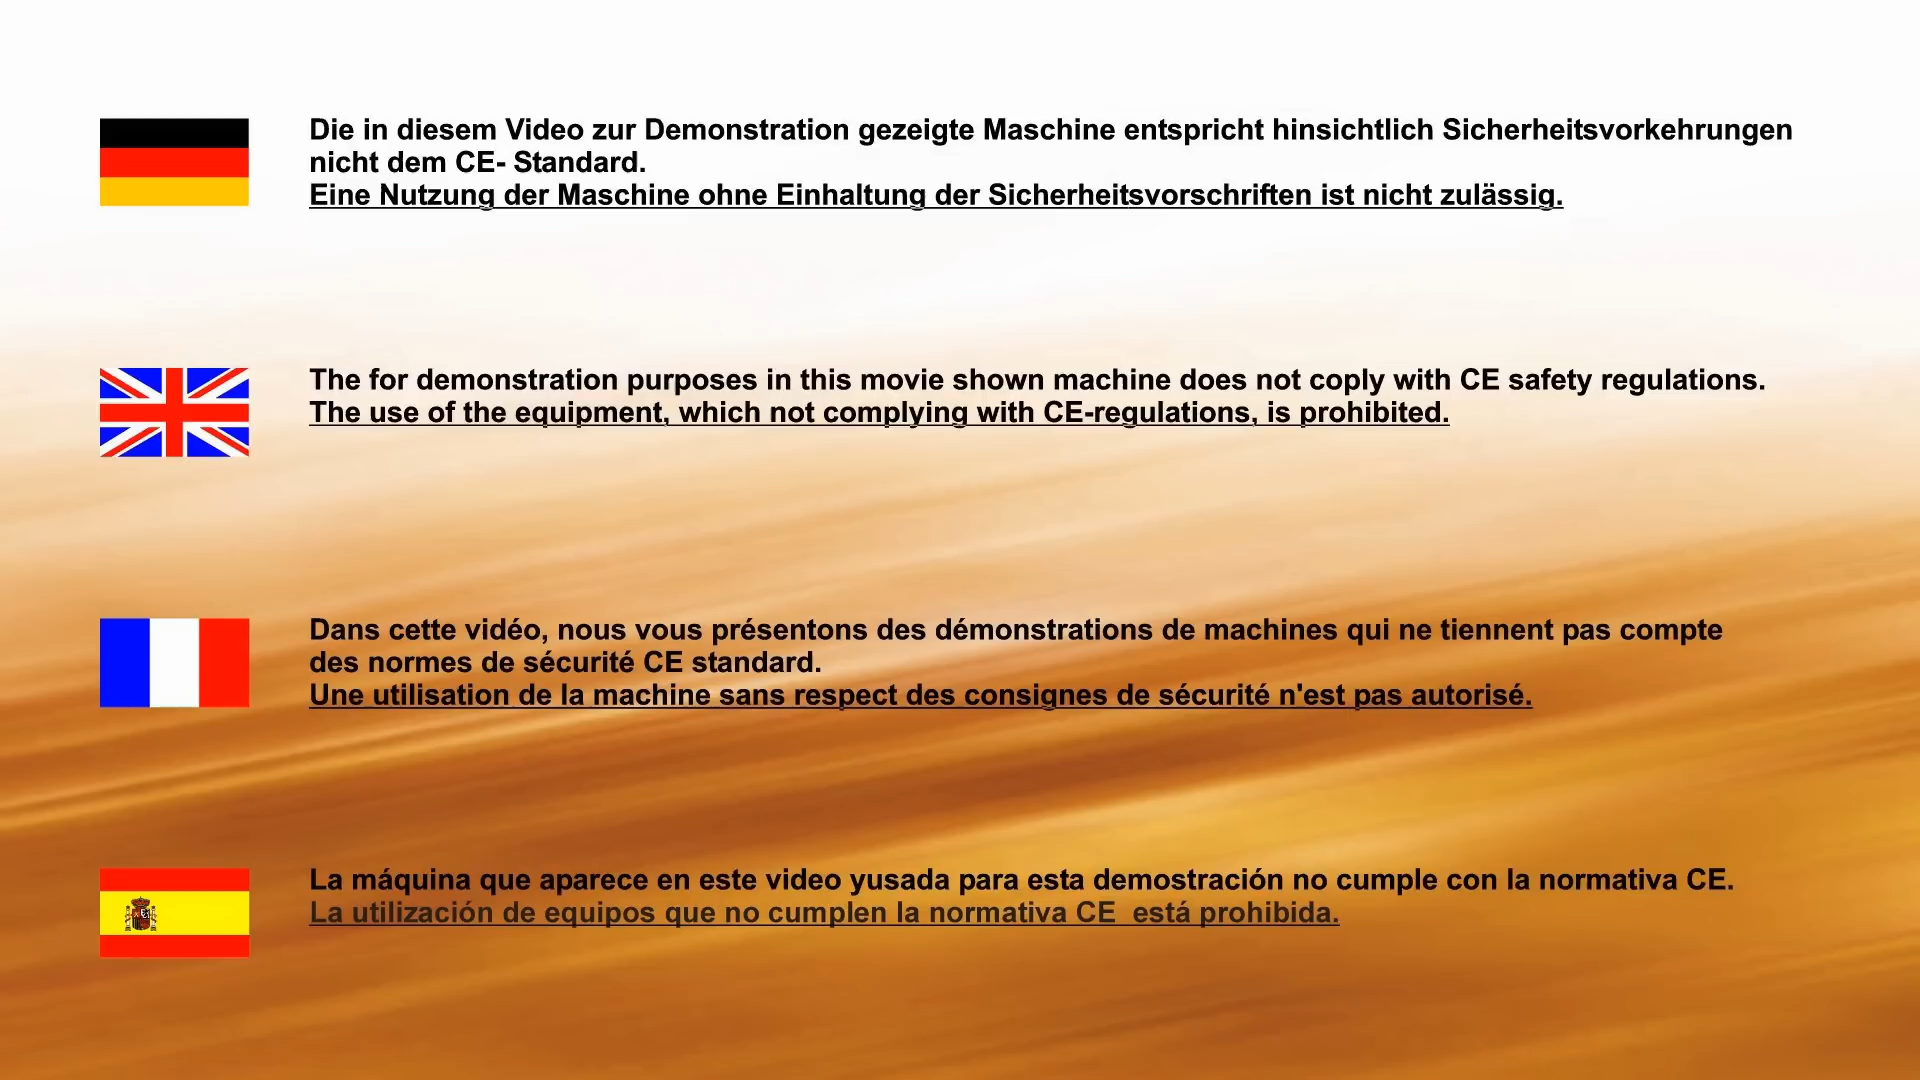 Die in diesem Video zur Demonstration gezeigte Maschine entspricht hinsichtlich Sicherheitsvorkehrungen
nicht dem CE- Standard.
Eine Nutzung der Maschine ohne Einhaltung der Sicherheitsvorschriften ist nicht zulässig.
The for demonstration purposes in this movie shown machine does not coply with CE safety regulations.
The use of the equipment, which not complying with CE-regulations, is prohibited.
Dans cette vidéo, nous vous présentons des démonstrations de machines qui ne tiennent pas compte
des normes de sécurité CE standard.
Une utilisation de la machine sans respect des consignes de sécurité n'est pas autorisé.
La máquina que aparece en este video yusada para esta demostración no cumple con la normativa CE.
La utilización de equipos que no cumplen la normativa CE  está prohibida.